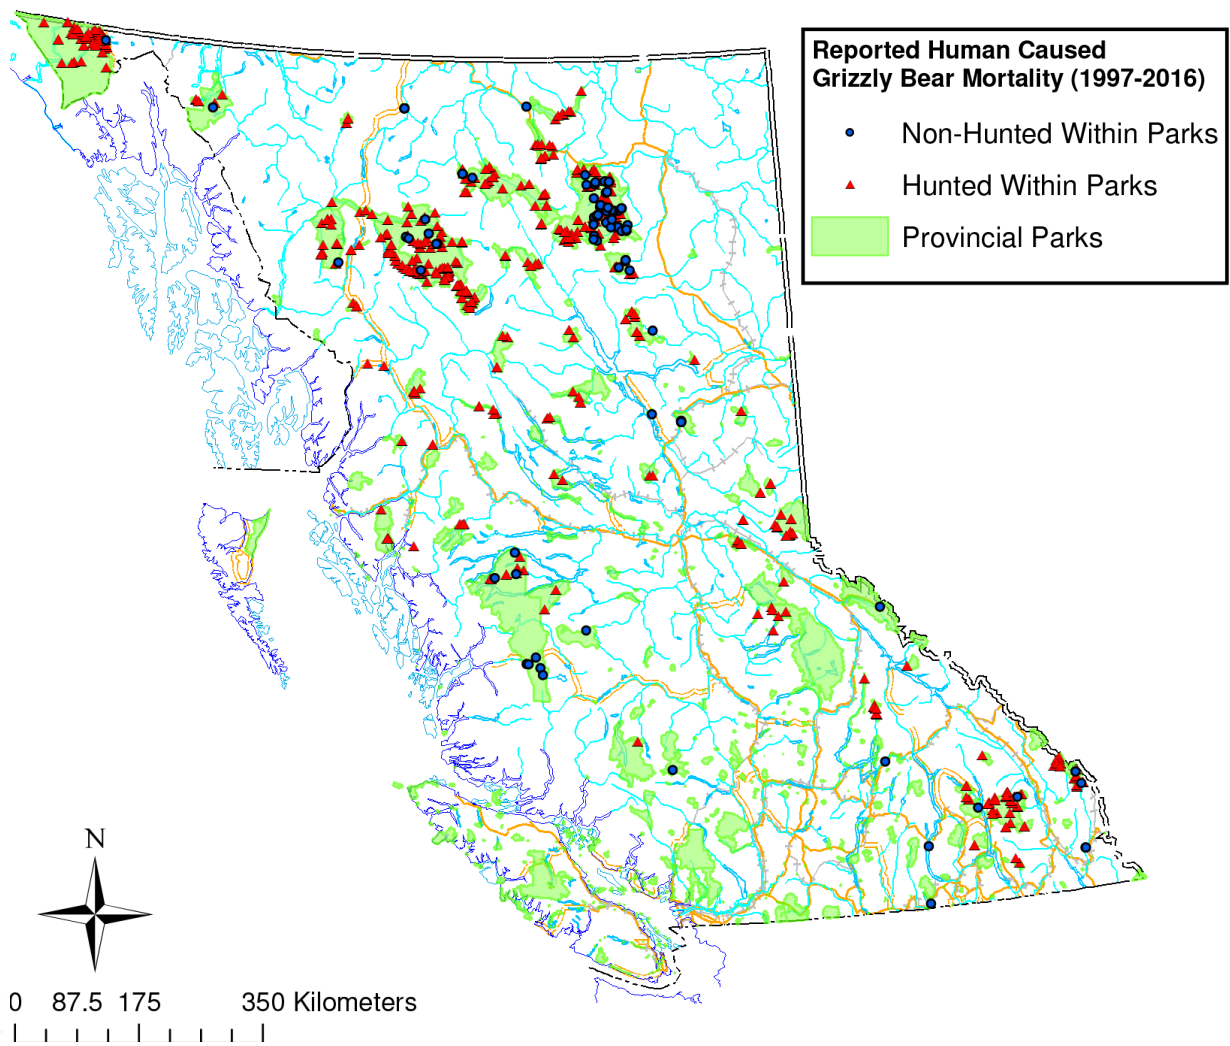 Reported Human Caused
Grizzly Bear Mortality (1997-2016)
Non-Hunted Within Parks
Hunted Within Parks
Provincial Parks
N
0 87.5 175 350 Kilometers